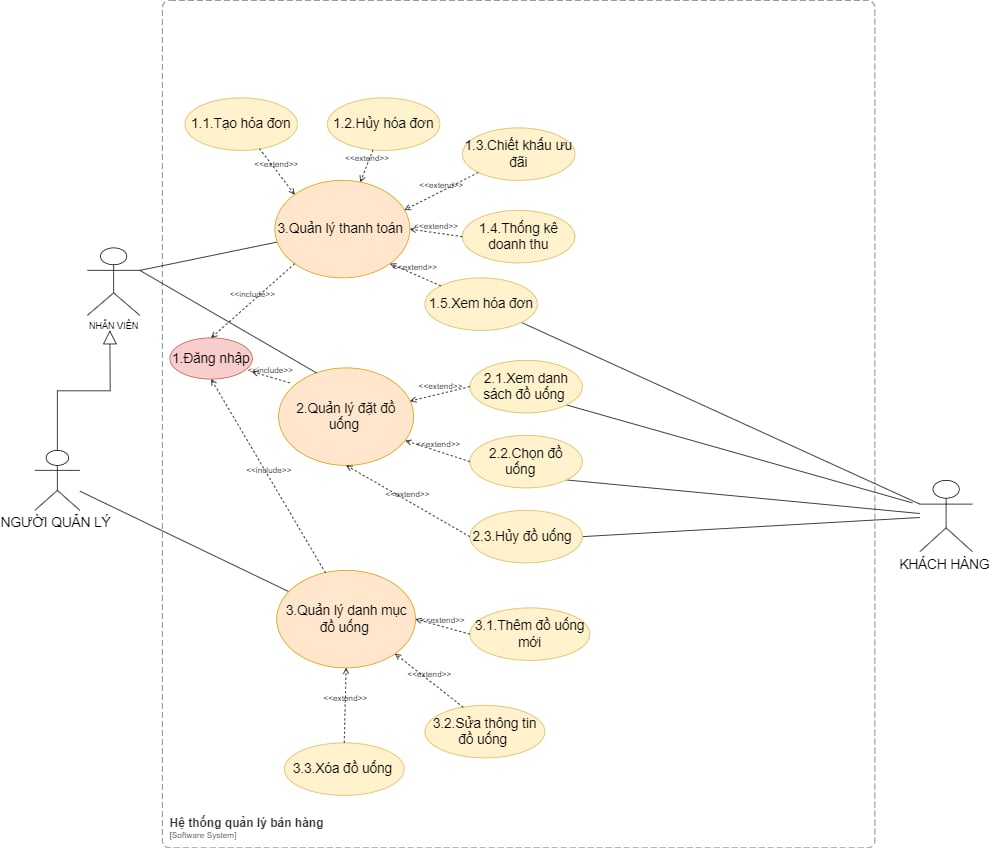 1.1.Tạo hóa đơn
1.2.Hủy hóa đơn
1.3.Chiết khấu ưu
đãi
<<extend>>
<<extend>>
<<extend>>
3.Quản lý thanh toán
<<extend>>
1.4.Thống kê
doanh thu
<<extend>>
1.5.Xem hóa đơn
<<include>>
NHÂN VIÊN
1.Đăng nhập
<<include>>
2.Quản lý đặt đồ
uống
<<extend>>
2.1.Xem danh
sách đồ uống
<<extend>>
2.2.Chọn đồ
uống
<<include>>
<<extend>>
2.3.Hủy đồ uống
NGƯỜI QUẢN LÝ
KHÁCH HÀNG
3.Quản lý danh mục
đồ uống
<<extend>>
3.1.Thêm đồ uống
mới
<<extend>>
<<extend>>
3.2.Sửa thông tin
đồ uống
3.3.Xóa đồ uống
Hệ thống quản lý bán hàng
[Software System]